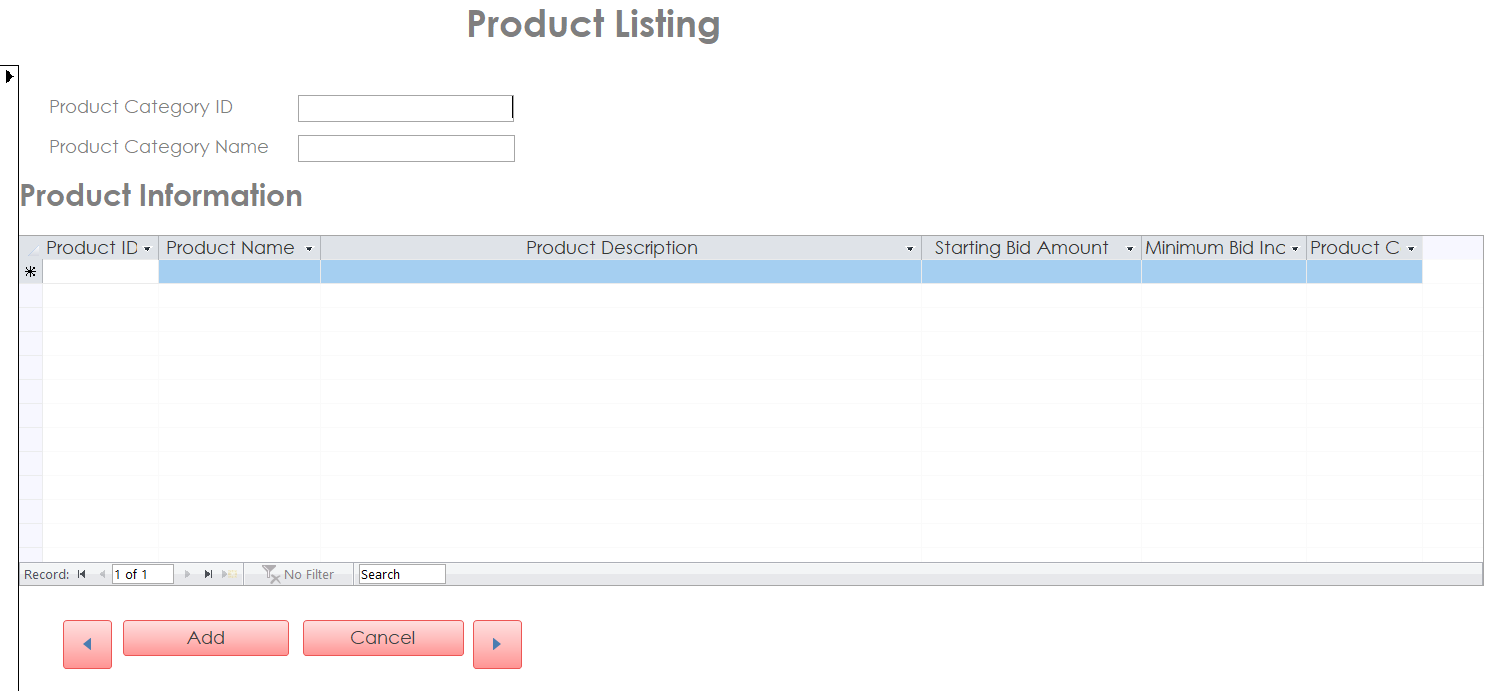 Product Listing
Product Category ID
Product Category Name
Product Information
Product ID Product Name Product Description Starting Bid Amount Minimum Bid Inc Product C
Record: 1 of 1 No Filter Search
Add Cancel